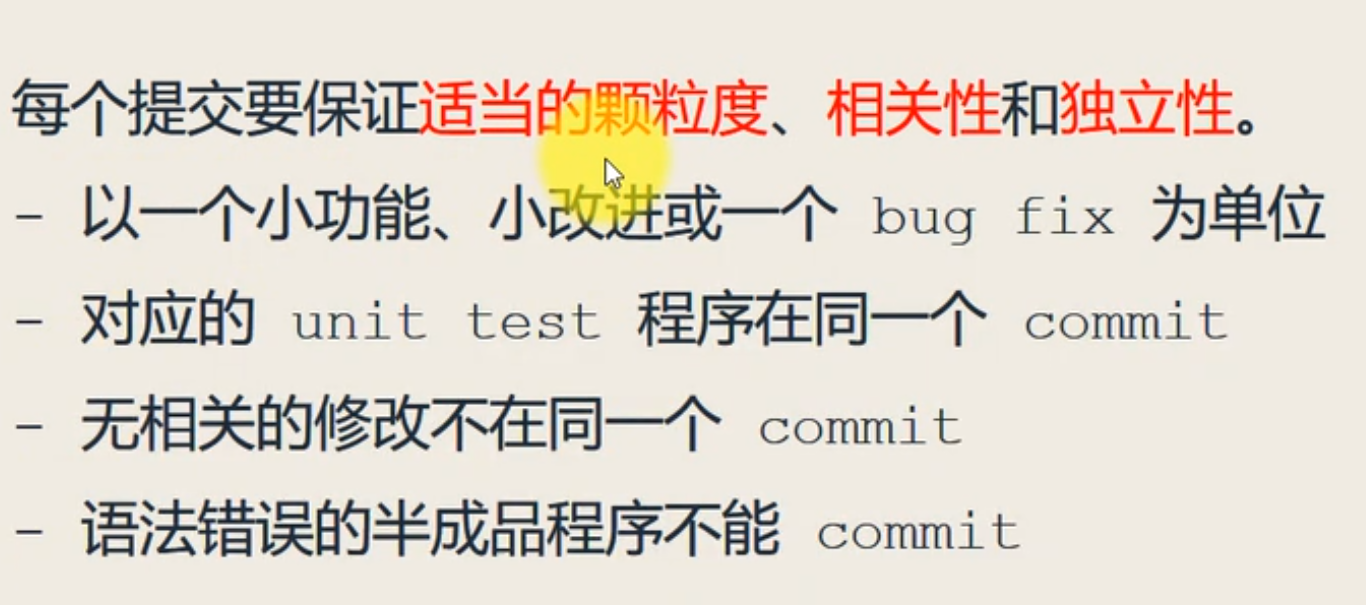 每个提交要保证适当的颗粒度、相关性和独立性。
- 以一个小功能、小改进或一个 bug fix 为单位
- 对应的 unit test 程序在同一个 commit
- 无相关的修改不在同一个 commit
- 语法错误的半成品程序不能 commit